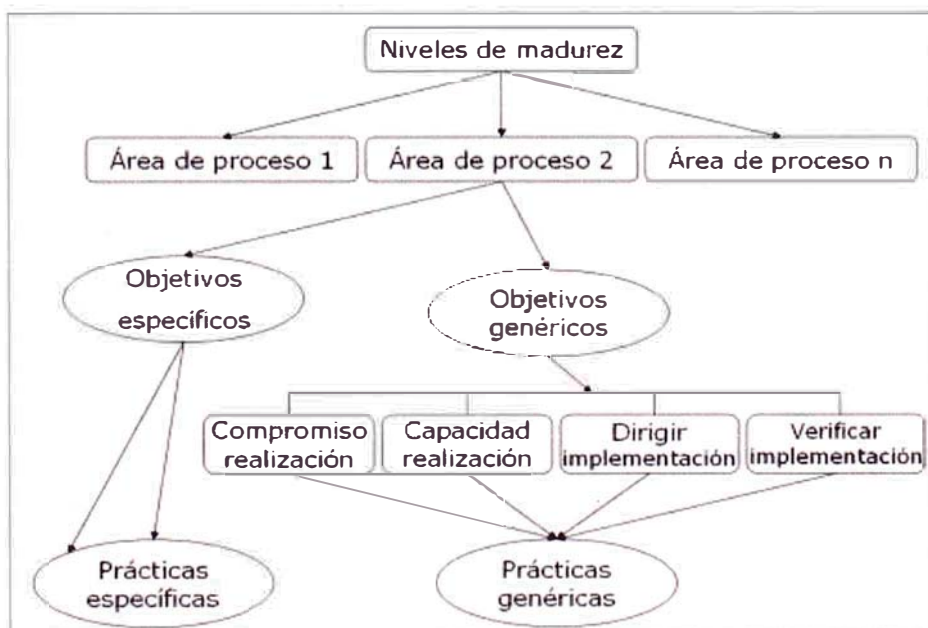 Niveles de madurez
Área de proceso 1
Área de proceso 2
Área de proceso n
Objetivos
específicos
Objetivos
genéricos
Compromiso
realización
Capacidad
realización
Dirigir
implementación
Verificar
implementación
Prácticas
específicas
Prácticas
genéricas